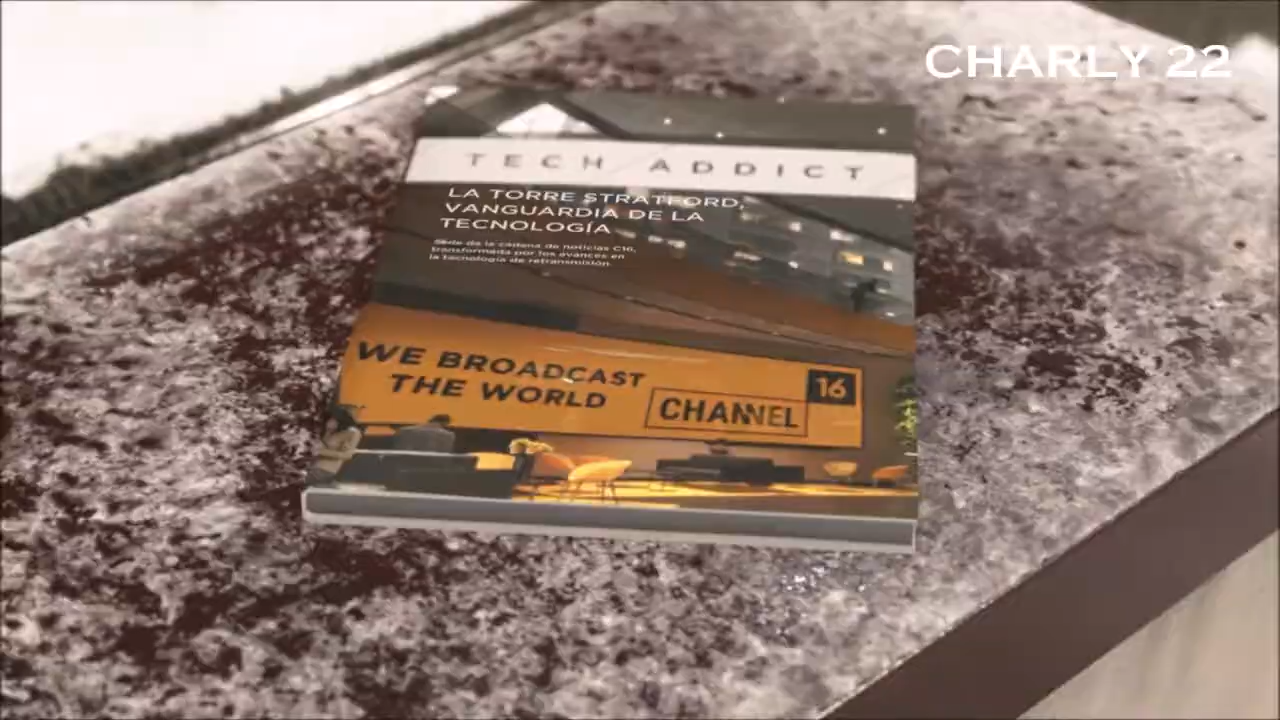 CHARLY 22
TECH ADDICT
LA TORRE STRATFORD,
VANGUARDIA DE LA
TECNOLOGÍA
Sede de la cadena de noticias C16,
transformada por los avances en
la tecnología de retransmisión.
WE BROADCAST
THE WORLD
CHANNEL
16